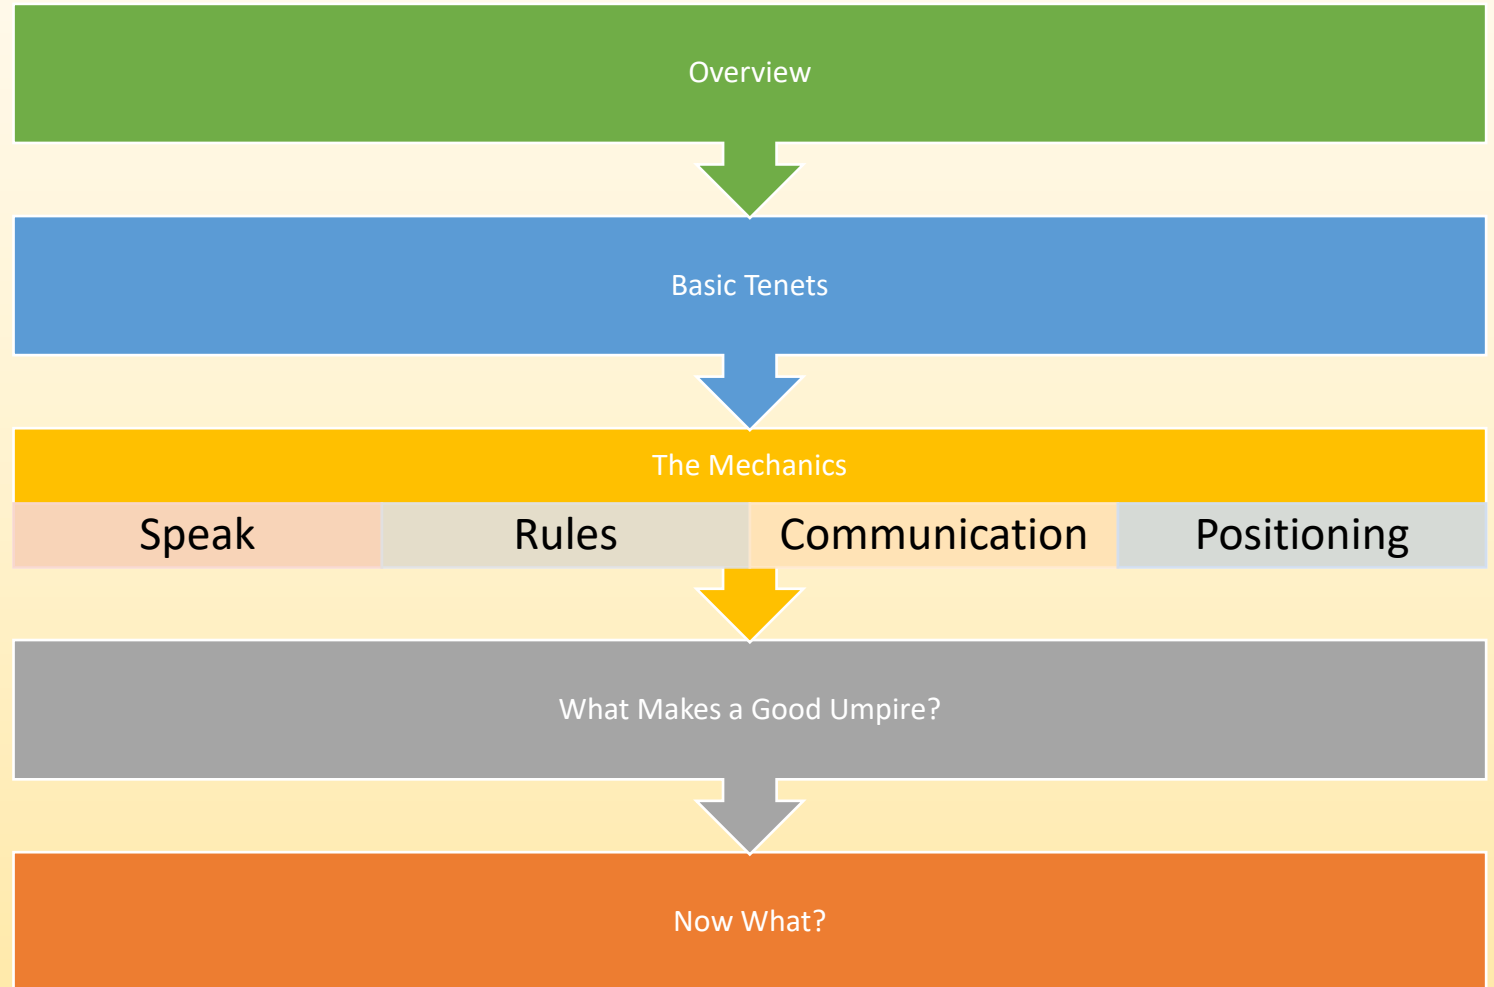 Overview
Basic Tenets
The Mechanics
Speak Rules Communication Positioning
What Makes a Good Umpire?
Now What?